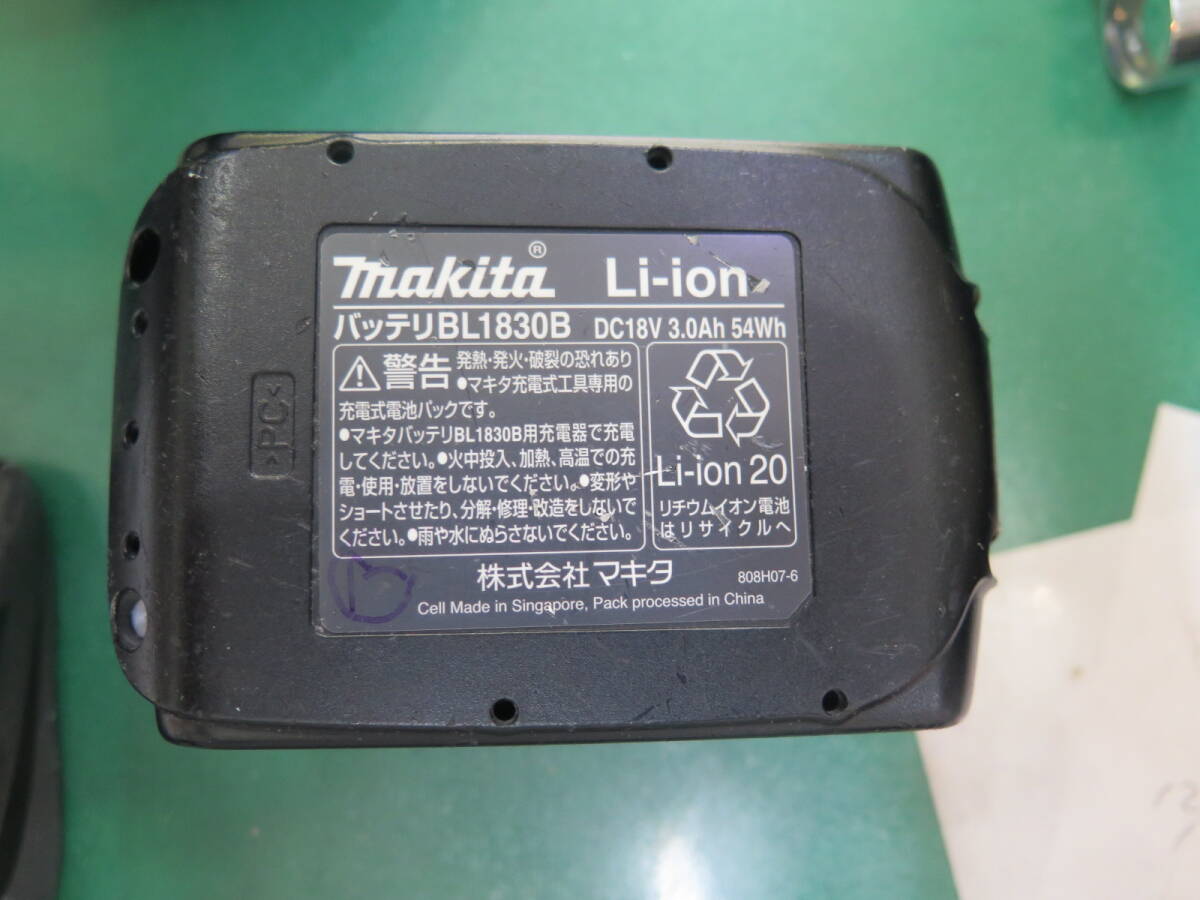 makita® Li-ion
バッテリBL1830B DC18V 3.0Ah 54Wh
警告 発熱・発火・破裂の恐れあり
●マキタ充電式工具専用の
充電式電池パックです。
●マキタバッテリBL1830B用充電器で充電
してください。●火中投入、加熱、高温での充
電・使用・放置をしないでください。●変形や
ショートさせたり、分解・修理・改造をしないで
ください。●雨や水にぬらさないでください。
Li-ion 20
リチウムイオン電池
はリサイクルへ
株式会社マキタ 808H07-6
Cell Made in Singapore, Pack processed in China
>PC<